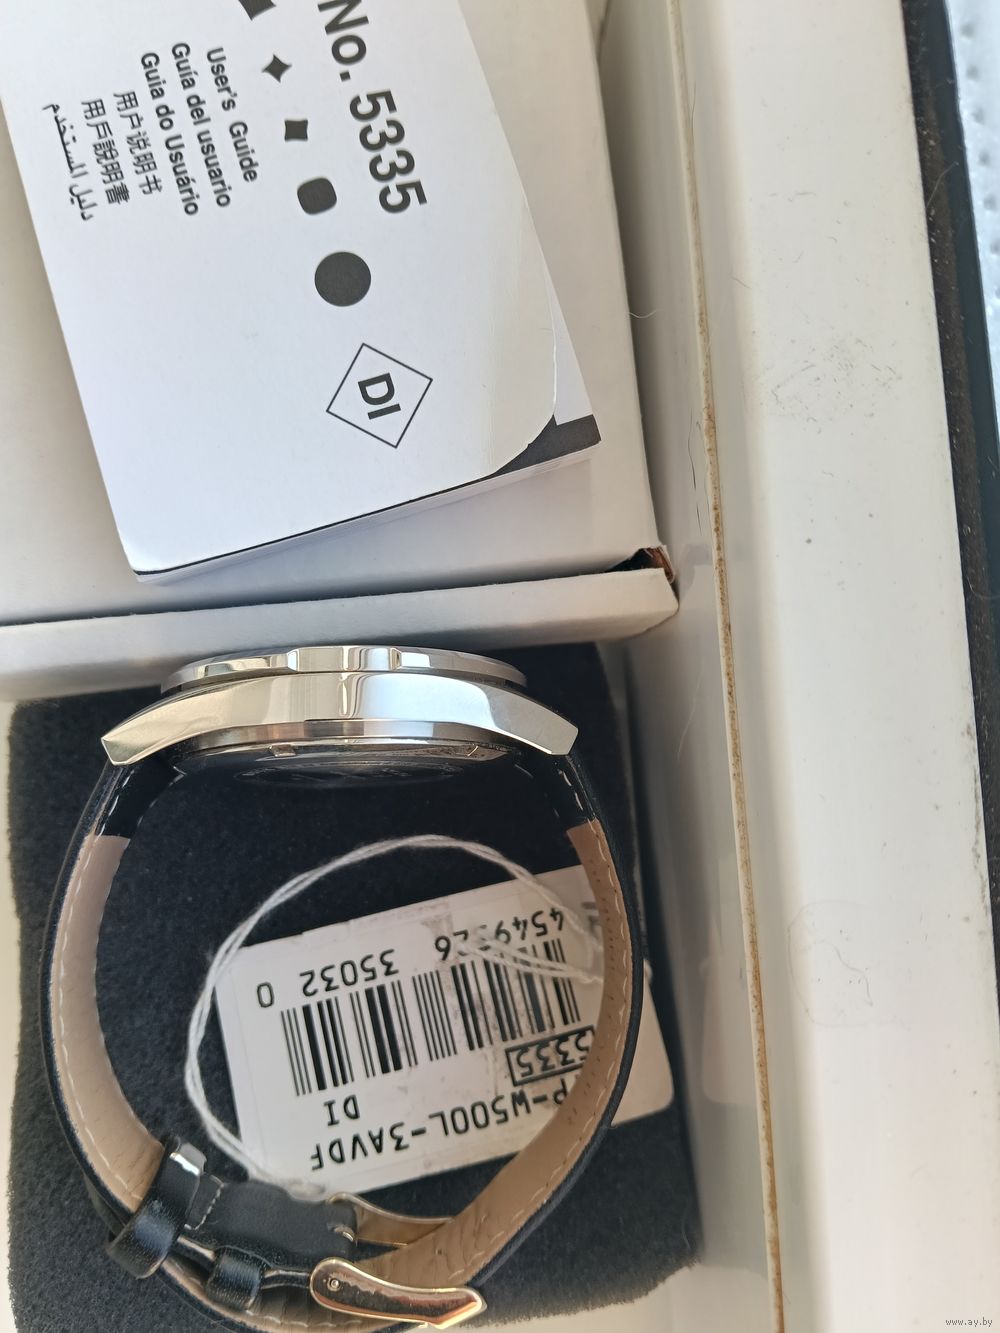 No. 5335
User's Guide
Guía del usuario
Guia do Usuário
用户说明书
用戶說明書
دليل المستخدم
DI
P-W500L-3AVDF
DI
5335
35032 0
www.ay.by